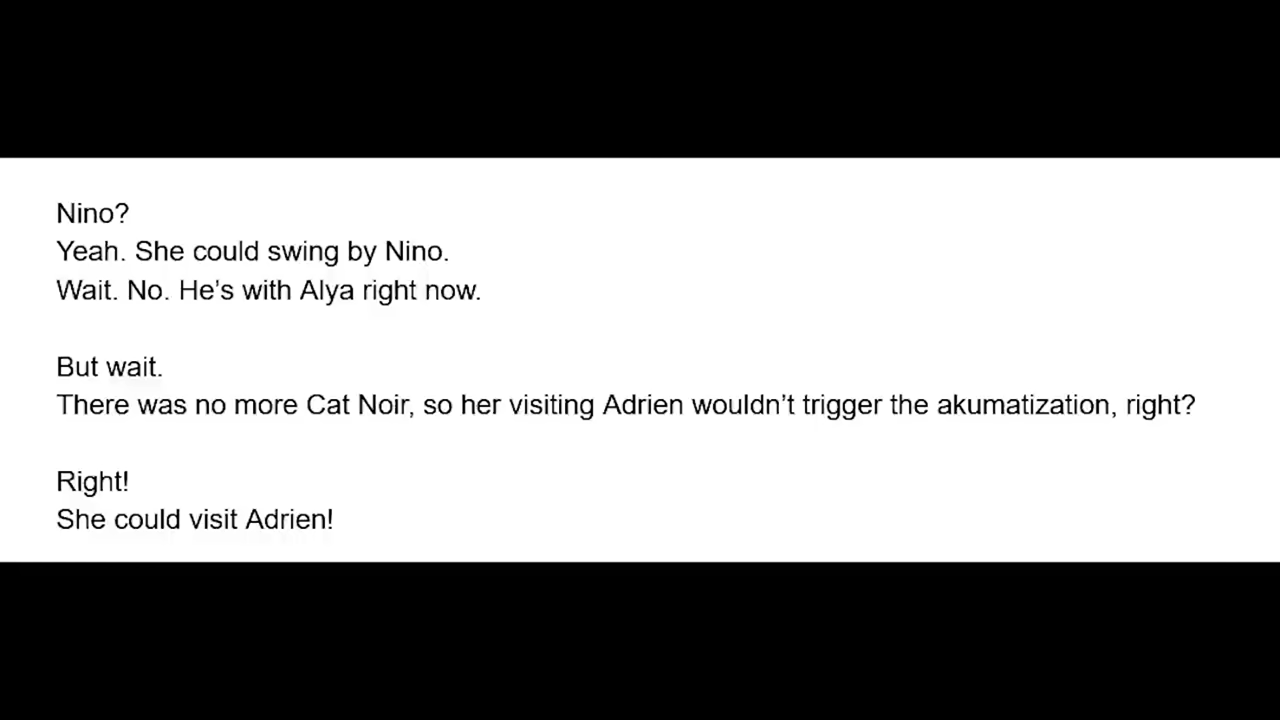 Nino?
Yeah. She could swing by Nino.
Wait. No. He’s with Alya right now.
But wait.
There was no more Cat Noir, so her visiting Adrien wouldn’t trigger the akumatization, right?
Right!
She could visit Adrien!